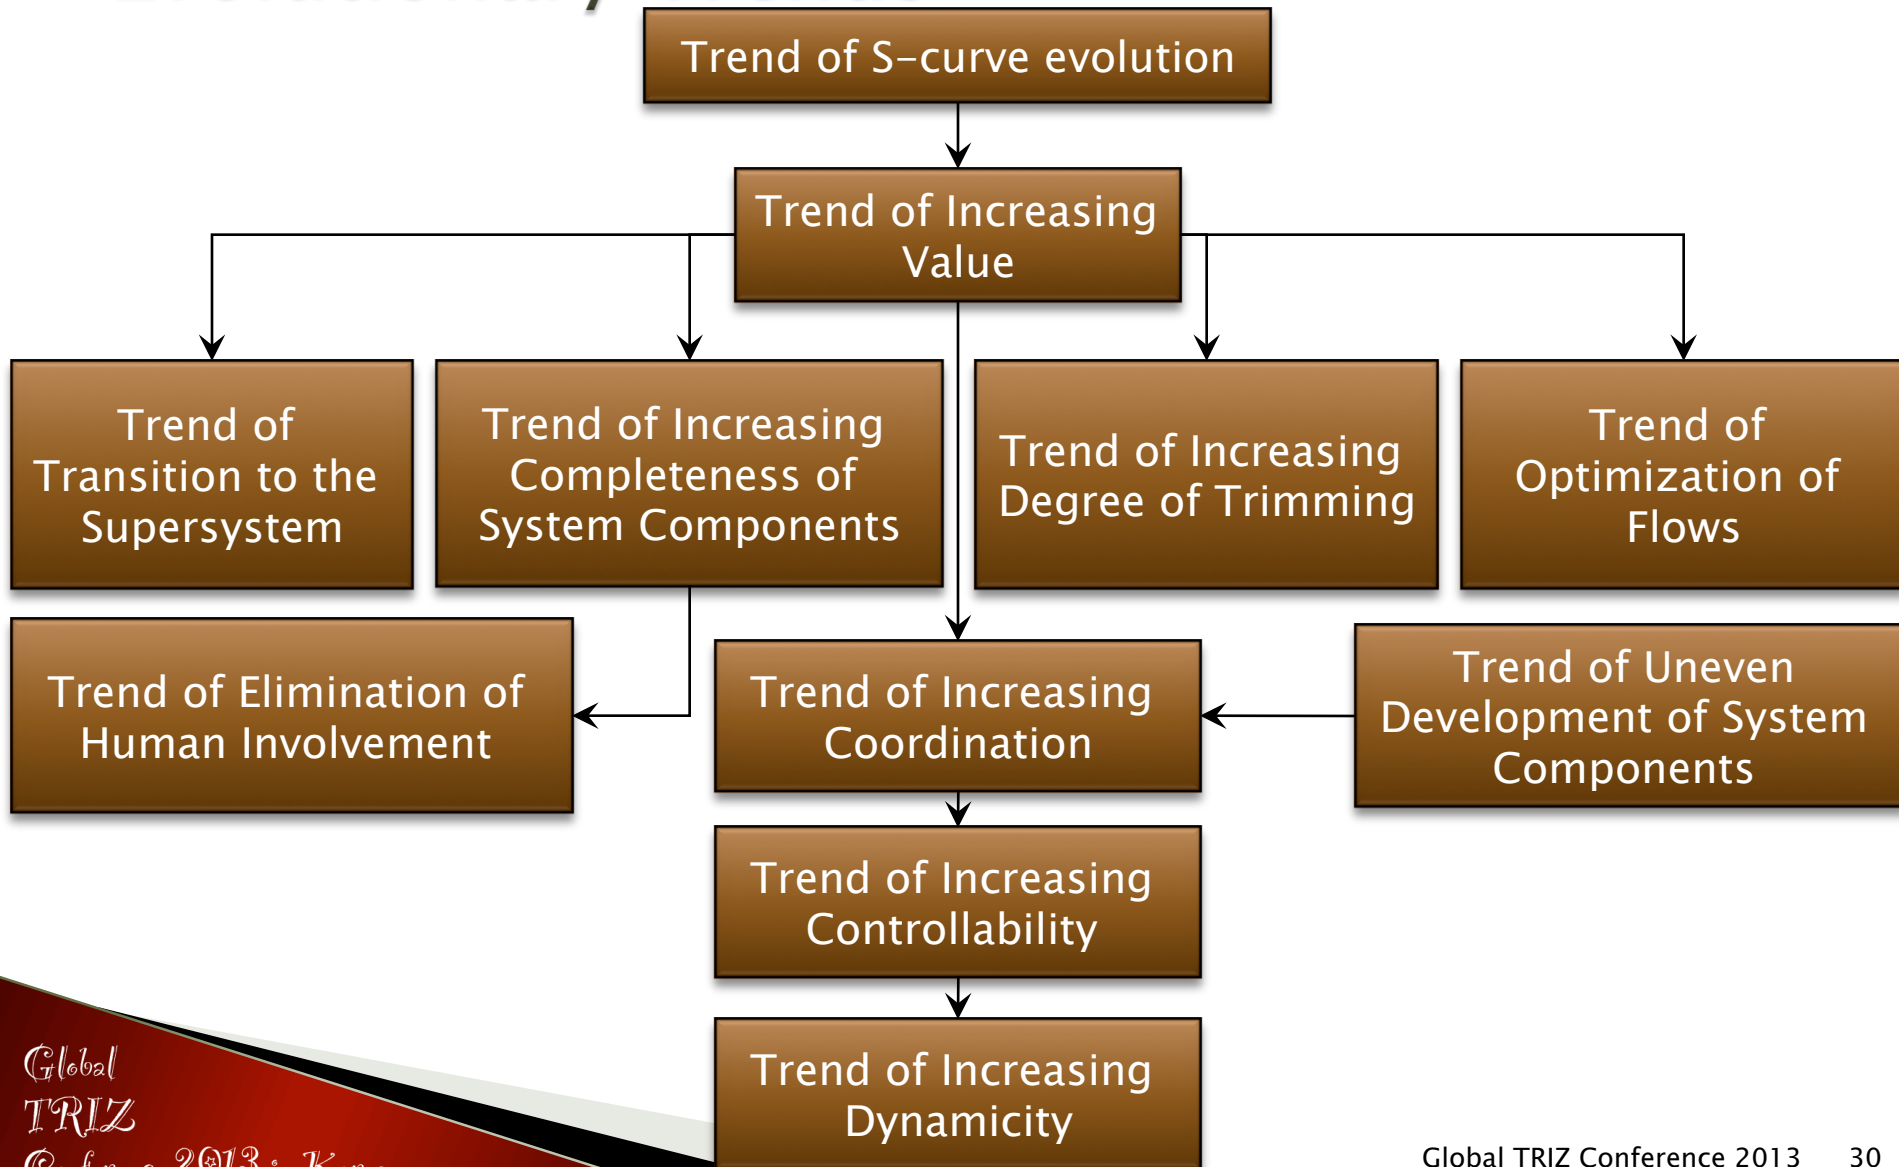 Trend of S-curve evolution
Trend of Increasing
Value
Trend of
Transition to the
Supersystem
Trend of Increasing
Completeness of
System Components
Trend of Increasing
Degree of Trimming
Trend of
Optimization of
Flows
Trend of Elimination of
Human Involvement
Trend of Increasing
Coordination
Trend of Uneven
Development of System
Components
Trend of Increasing
Controllability
Trend of Increasing
Dynamicity
Global
TRIZ
2013
Global TRIZ Conference 2013 30